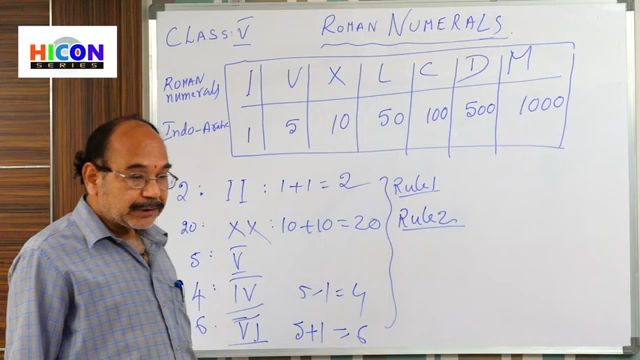 HICON
SERIES
CLASS: V
ROMAN NUMERALS
ROMAN numerals I V X L C D M
Indo-Arabic 1 5 10 50 100 500 1000
2: II: 1+1=2 Rule1
20: XX: 10+10=20 Rule2
5: V
4: IV 5-1=4
6: VI 5+1=6